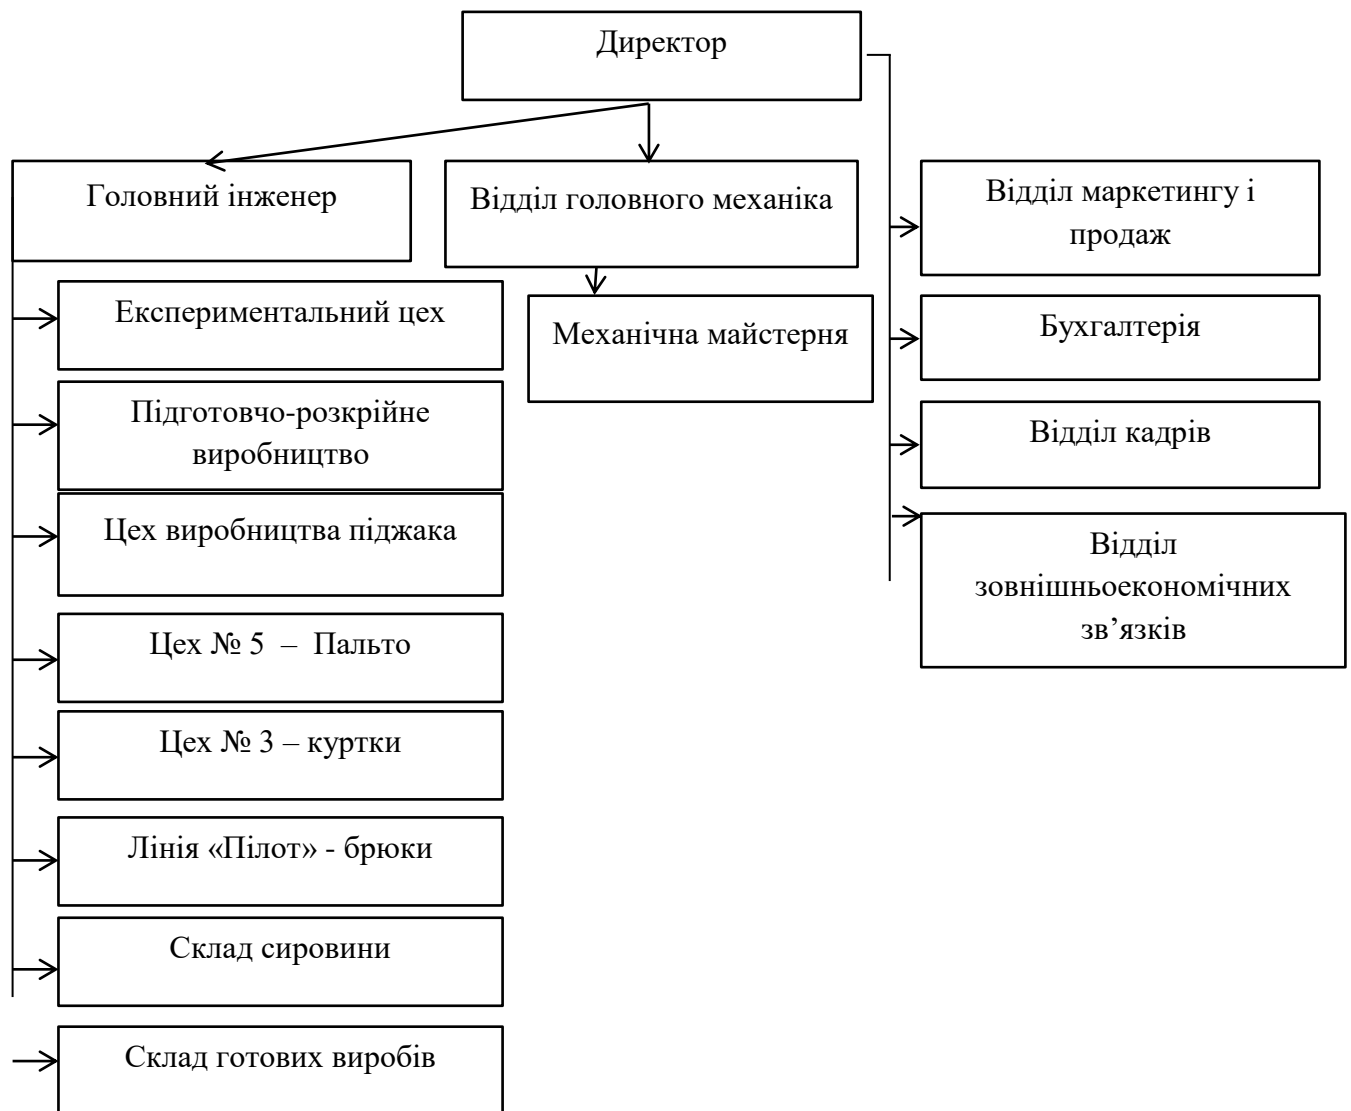 Директор
Головний інженер
Відділ головного механіка
Відділ маркетингу і
продаж
Експериментальний цех
Механічна майстерня
Бухгалтерія
Підготовчо-розкрійне
виробництво
Відділ кадрів
Цех виробництва піджака
Відділ
зовнішньоекономічних
зв’язків
Цех № 5 – Пальто
Цех № 3 – куртки
Лінія «Пілот» - брюки
Склад сировини
Склад готових виробів